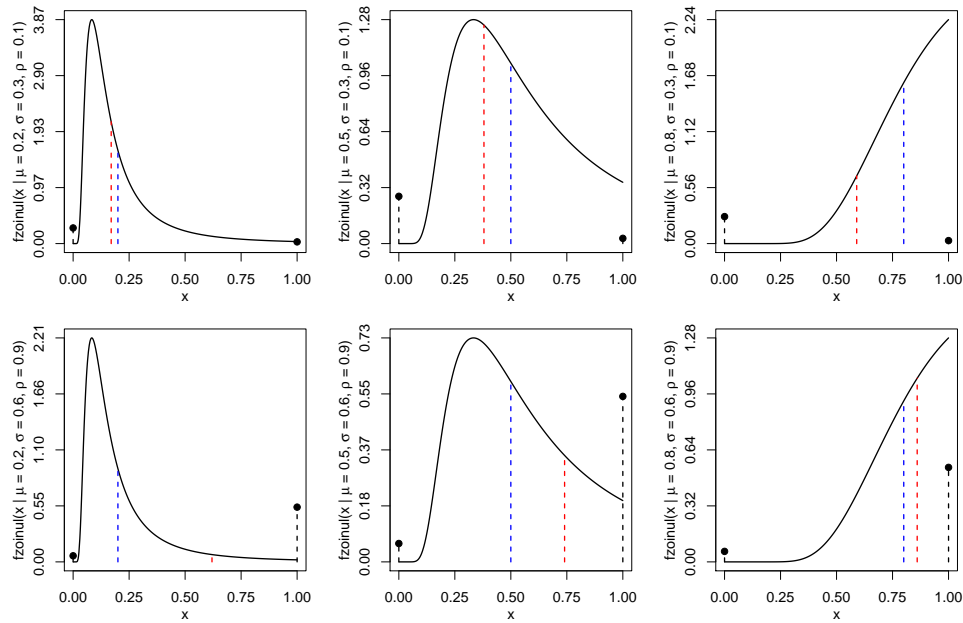 fzoinul(x | μ = 0.2, σ = 0.3, ρ = 0.1)
0.00 0.97 1.93 2.90 3.87
0.00 0.25 0.50 0.75 1.00
x
fzoinul(x | μ = 0.5, σ = 0.3, ρ = 0.1)
0.00 0.32 0.64 0.96 1.28
0.00 0.25 0.50 0.75 1.00
x
fzoinul(x | μ = 0.8, σ = 0.3, ρ = 0.1)
0.00 0.56 1.12 1.68 2.24
0.00 0.25 0.50 0.75 1.00
x
fzoinul(x | μ = 0.2, σ = 0.6, ρ = 0.9)
0.00 0.55 1.10 1.66 2.21
0.00 0.25 0.50 0.75 1.00
x
fzoinul(x | μ = 0.5, σ = 0.6, ρ = 0.9)
0.00 0.18 0.37 0.55 0.73
0.00 0.25 0.50 0.75 1.00
x
fzoinul(x | μ = 0.8, σ = 0.6, ρ = 0.9)
0.00 0.32 0.64 0.96 1.28
0.00 0.25 0.50 0.75 1.00
x